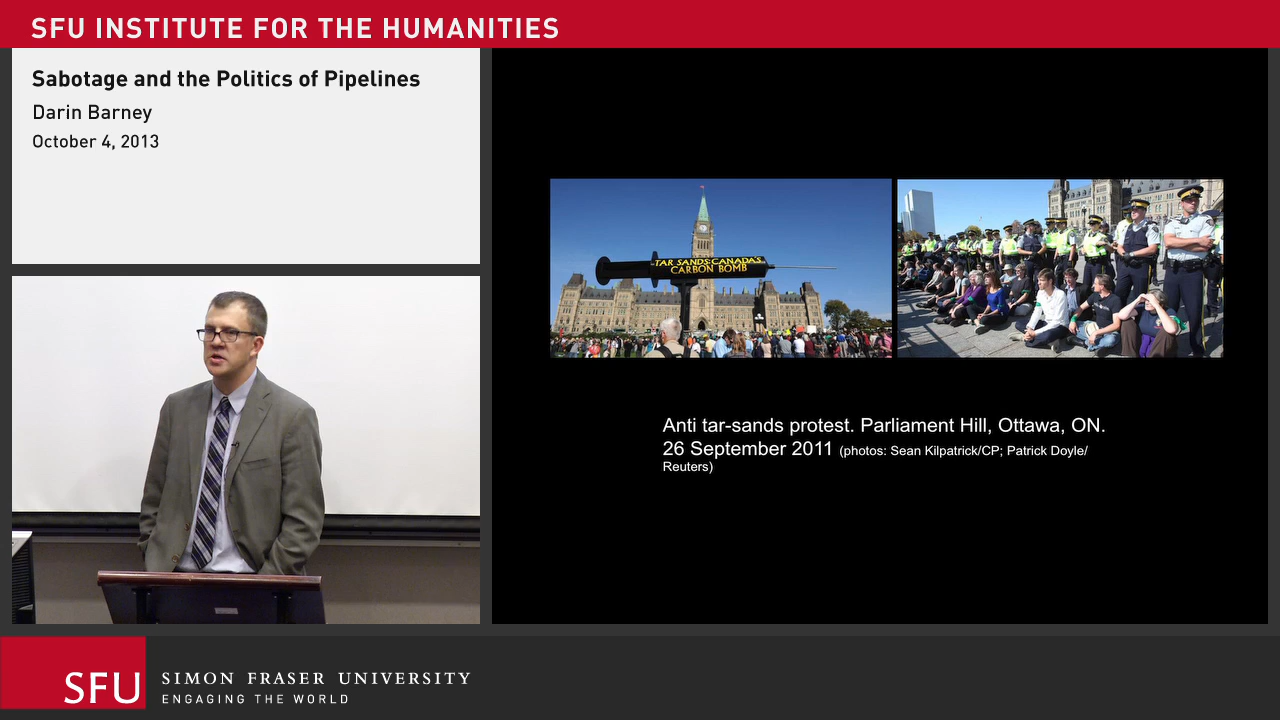 SFU INSTITUTE FOR THE HUMANITIES
Sabotage and the Politics of Pipelines
Darin Barney
October 4, 2013
TAR SANDS: CANADA'S
CARBON BOMB
Anti tar-sands protest. Parliament Hill, Ottawa, ON.
26 September 2011 (photos: Sean Kilpatrick/CP; Patrick Doyle/
Reuters)
SFU
SIMON FRASER UNIVERSITY
ENGAGING THE WORLD